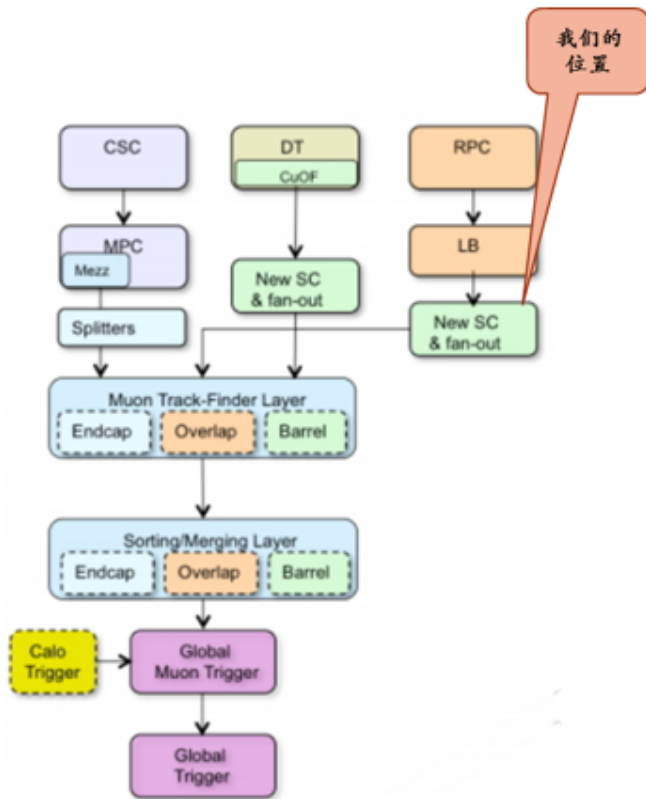 我们的
位置
CSC
DT
CuOF
RPC
MPC
Mezz
LB
New SC
& fan-out
Splitters
New SC
& fan-out
Muon Track-Finder Layer
Endcap
Overlap
Barrel
Sorting/Merging Layer
Endcap
Overlap
Barrel
Calo
Trigger
Global
Muon Trigger
Global
Trigger